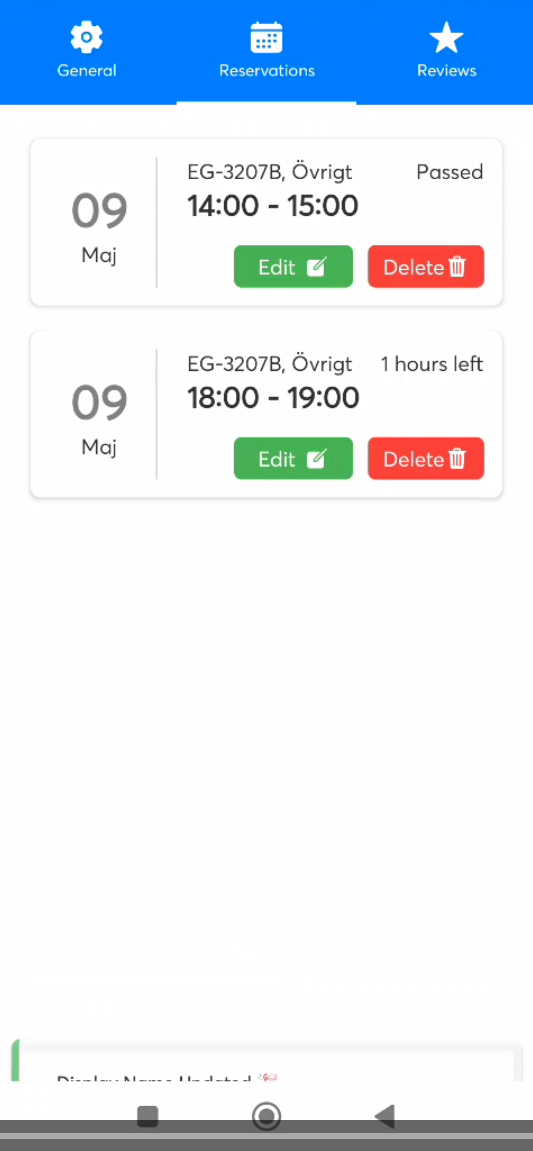 General Reservations Reviews
EG-3207B, Övrigt Passed
09
14:00 - 15:00
Maj
Edit Delete
EG-3207B, Övrigt 1 hours left
09
18:00 - 19:00
Maj
Edit Delete
Display Name Updated